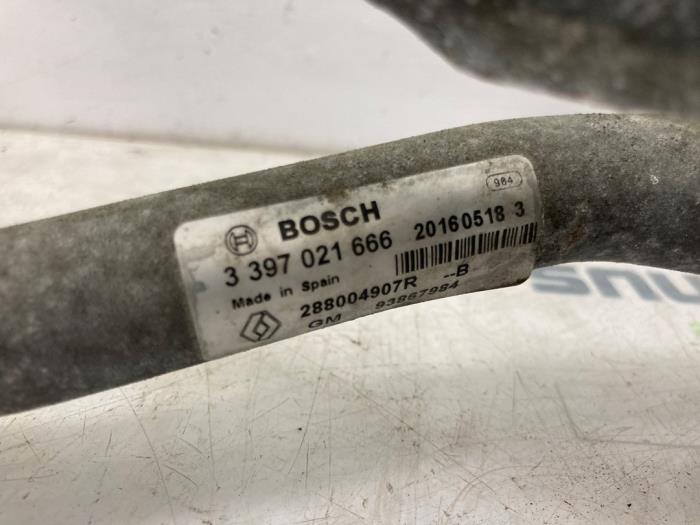 984
BOSCH
3 397 021 666 20160518 3
Made in Spain
288004907R --B
GM 93867984